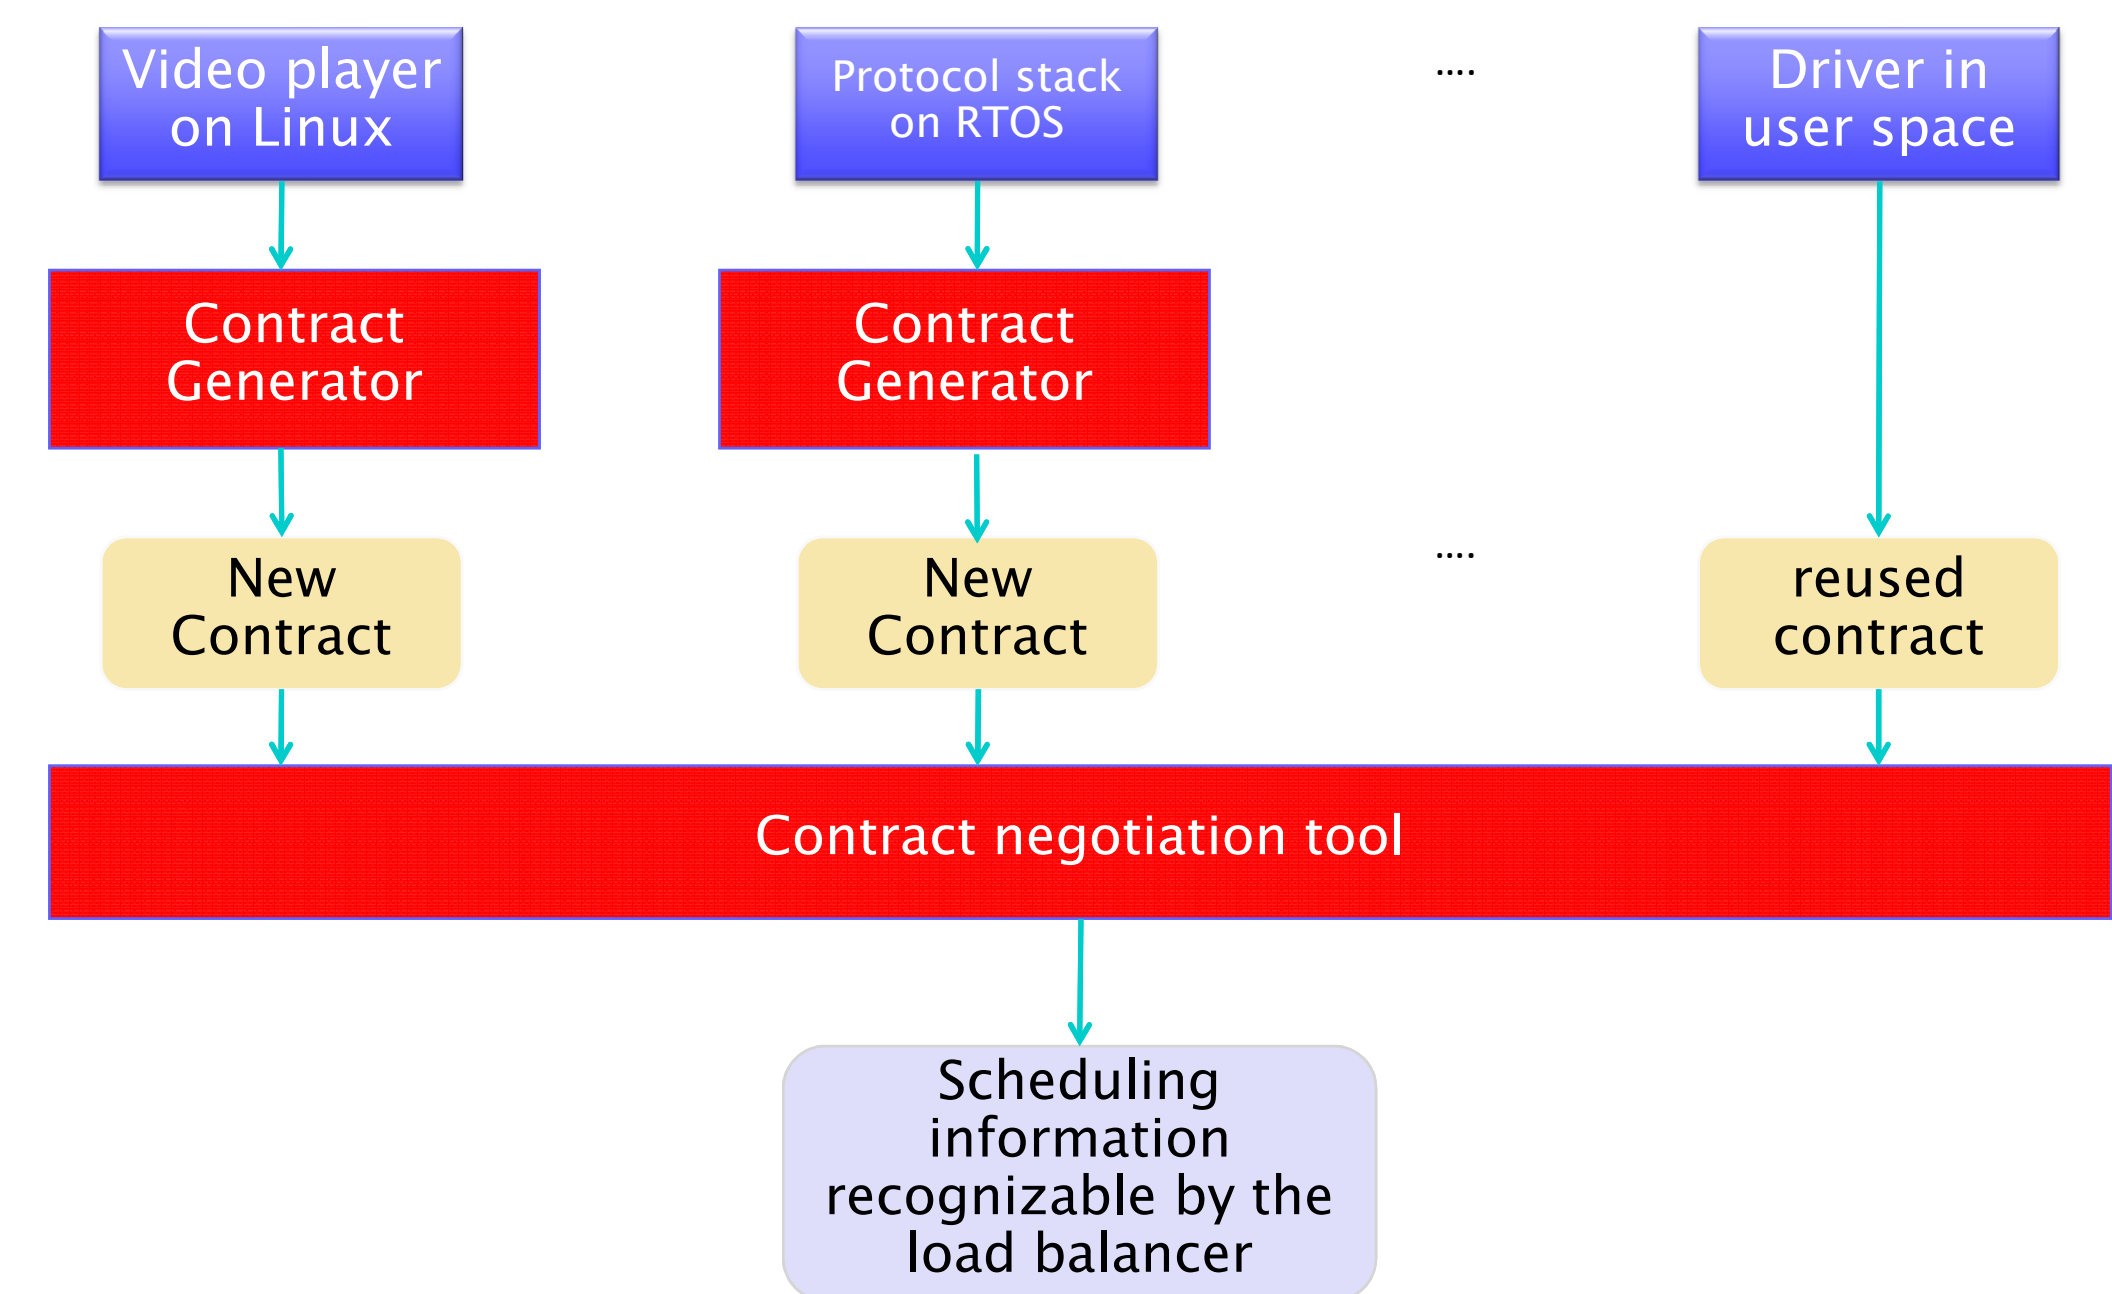 Video player
on Linux
Protocol stack
on RTOS
....
Driver in
user space
Contract
Generator
Contract
Generator
New
Contract
New
Contract
....
reused
contract
Contract negotiation tool
Scheduling
information
recognizable by the
load balancer